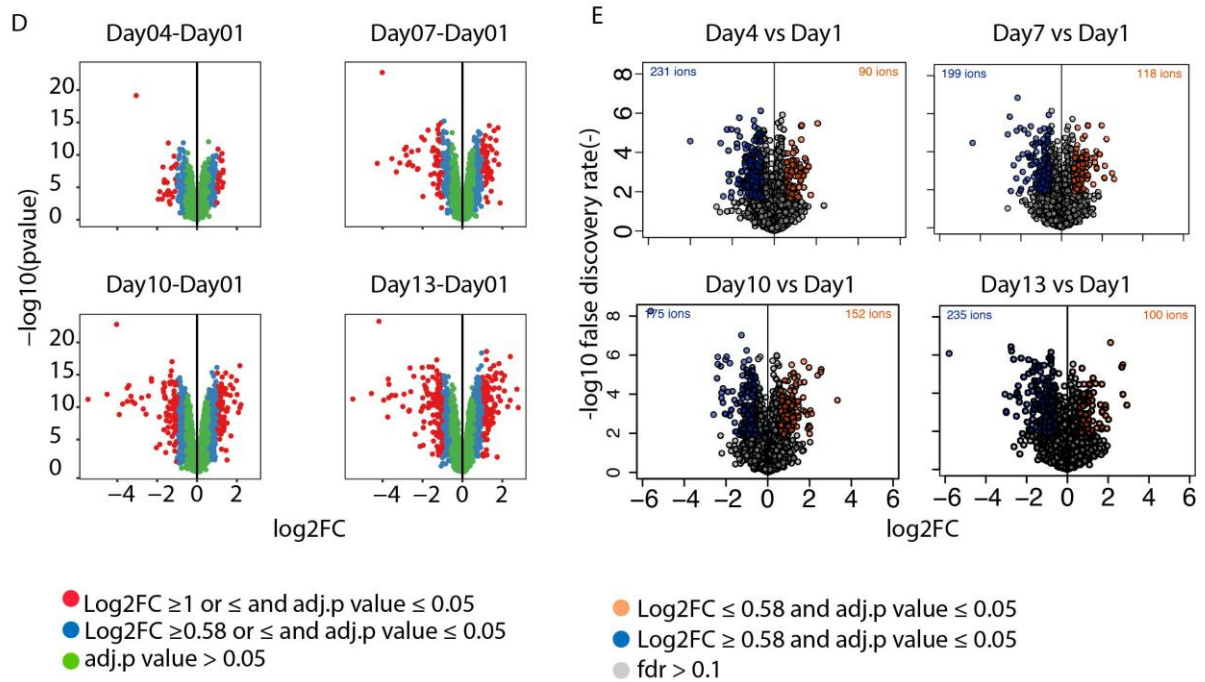 D
Day04-Day01
Day07-Day01
20
15
10
5
0
Day10-Day01
Day13-Day01
20
15
10
5
0
−4 −2 0 2
−4 −2 0 2
−log10(pvalue)
log2FC
Log2FC ≥1 or ≤ and adj.p value ≤ 0.05
Log2FC ≥0.58 or ≤ and adj.p value ≤ 0.05
adj.p value > 0.05
E
Day4 vs Day1
Day7 vs Day1
231 ions
90 ions
199 ions
118 ions
8
6
4
2
0
Day10 vs Day1
Day13 vs Day1
175 ions
152 ions
235 ions
100 ions
8
6
4
2
0
-6 -4 -2 0 2 4 6
-6 -4 -2 0 2 4 6
-log10 false discovery rate(-)
log2FC
Log2FC ≤ 0.58 and adj.p value ≤ 0.05
Log2FC ≥ 0.58 and adj.p value ≤ 0.05
fdr > 0.1